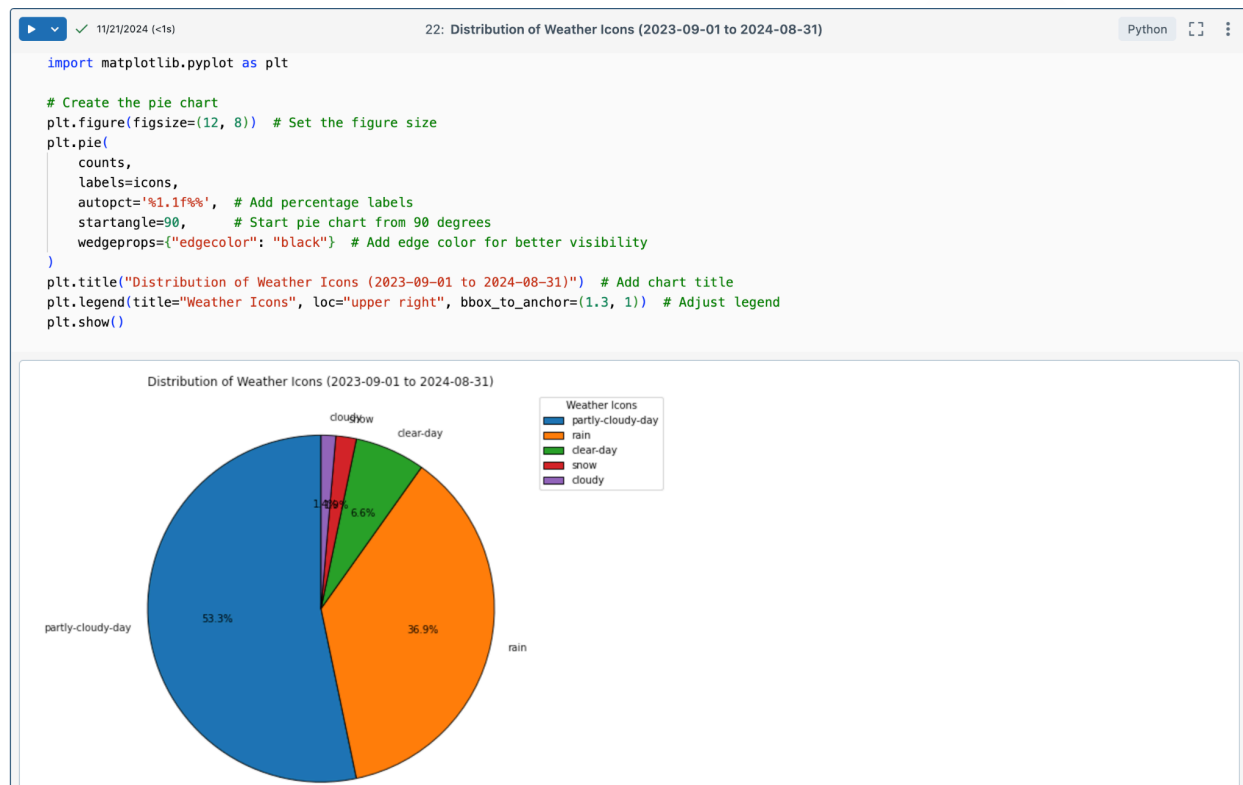 11/21/2024 (<1s)
22: Distribution of Weather Icons (2023-09-01 to 2024-08-31)
Python
import matplotlib.pyplot as plt
# Create the pie chart
plt.figure(figsize=(12, 8))  # Set the figure size
plt.pie(
    counts,
    labels=icons,
    autopct='%1.1f%%',  # Add percentage labels
    startangle=90,      # Start pie chart from 90 degrees
    wedgeprops={"edgecolor": "black"}  # Add edge color for better visibility
)
plt.title("Distribution of Weather Icons (2023-09-01 to 2024-08-31)")  # Add chart title
plt.legend(title="Weather Icons", loc="upper right", bbox_to_anchor=(1.3, 1))  # Adjust legend
plt.show()
Distribution of Weather Icons (2023-09-01 to 2024-08-31)
Weather Icons
partly-cloudy-day
rain
clear-day
snow
cloudy
cloudy
snow
clear-day
1.4%
1.9%
6.6%
53.3%
36.9%
partly-cloudy-day
rain